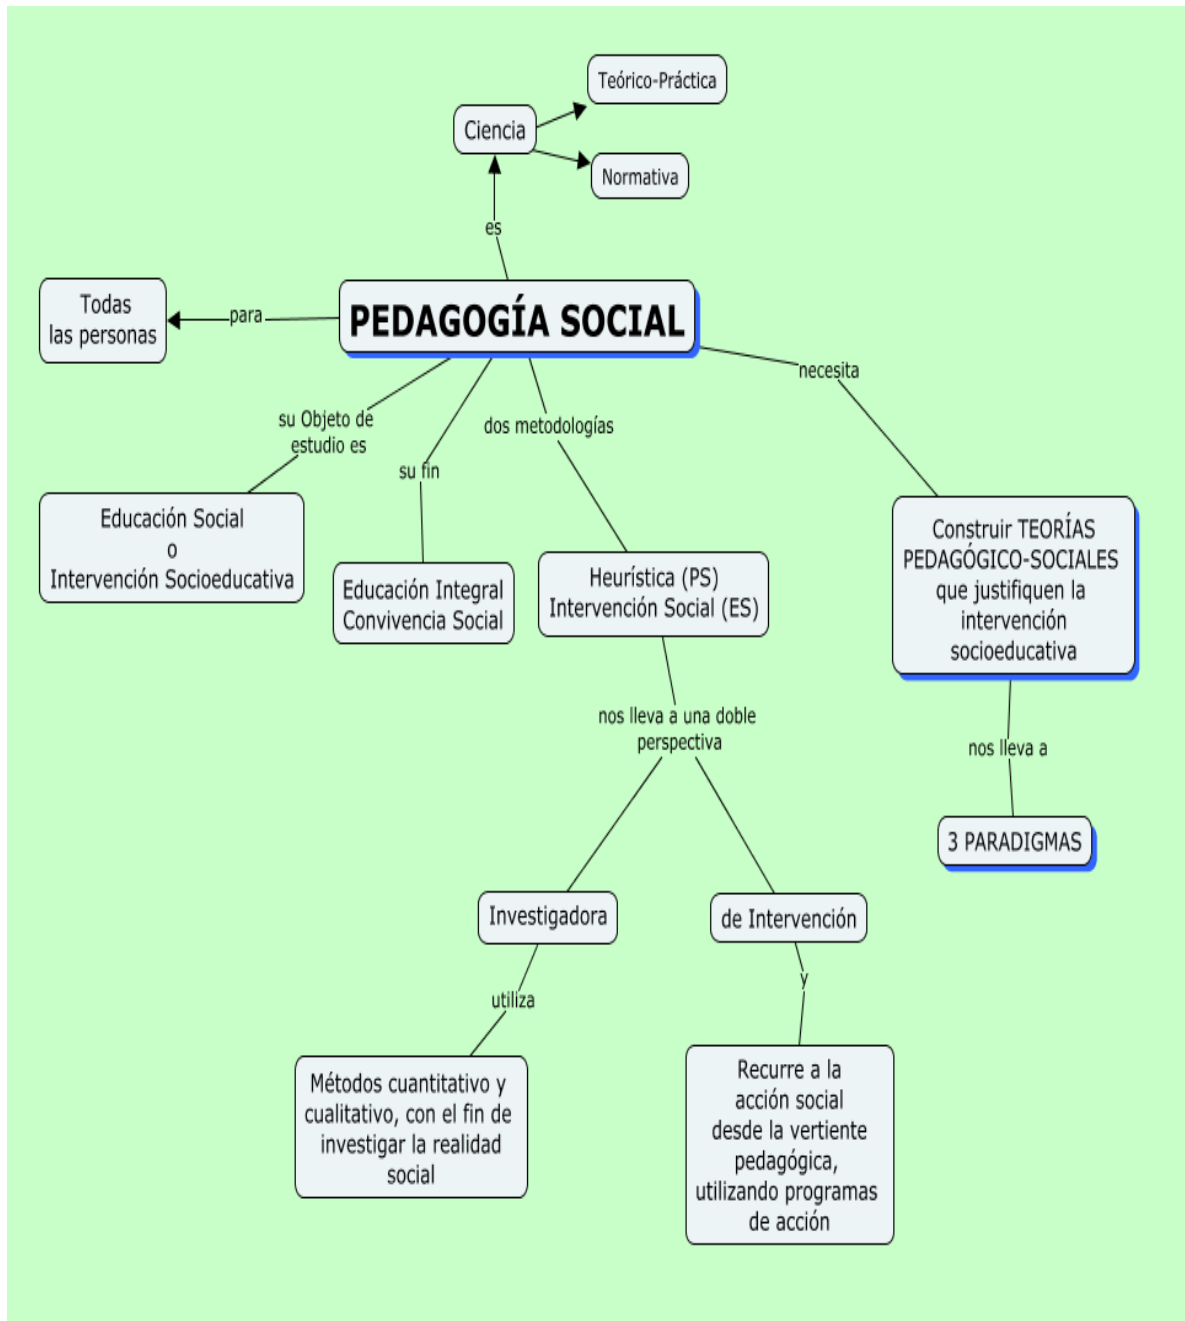 Teórico-Práctica
Ciencia
Normativa
es
Todas
las personas
para
PEDAGOGÍA SOCIAL
necesita
su Objeto de
estudio es
dos metodologías
su fin
Educación Social
o
Intervención Socioeducativa
Educación Integral
Convivencia Social
Heurística (PS)
Intervención Social (ES)
Construir TEORÍAS
PEDAGÓGICO-SOCIALES
que justifiquen la
intervención
socioeducativa
nos lleva a una doble
perspectiva
nos lleva a
3 PARADIGMAS
Investigadora
de Intervención
utiliza
y
Métodos cuantitativo y
cualitativo, con el fin de
investigar la realidad
social
Recurre a la
acción social
desde la vertiente
pedagógica,
utilizando programas
de acción